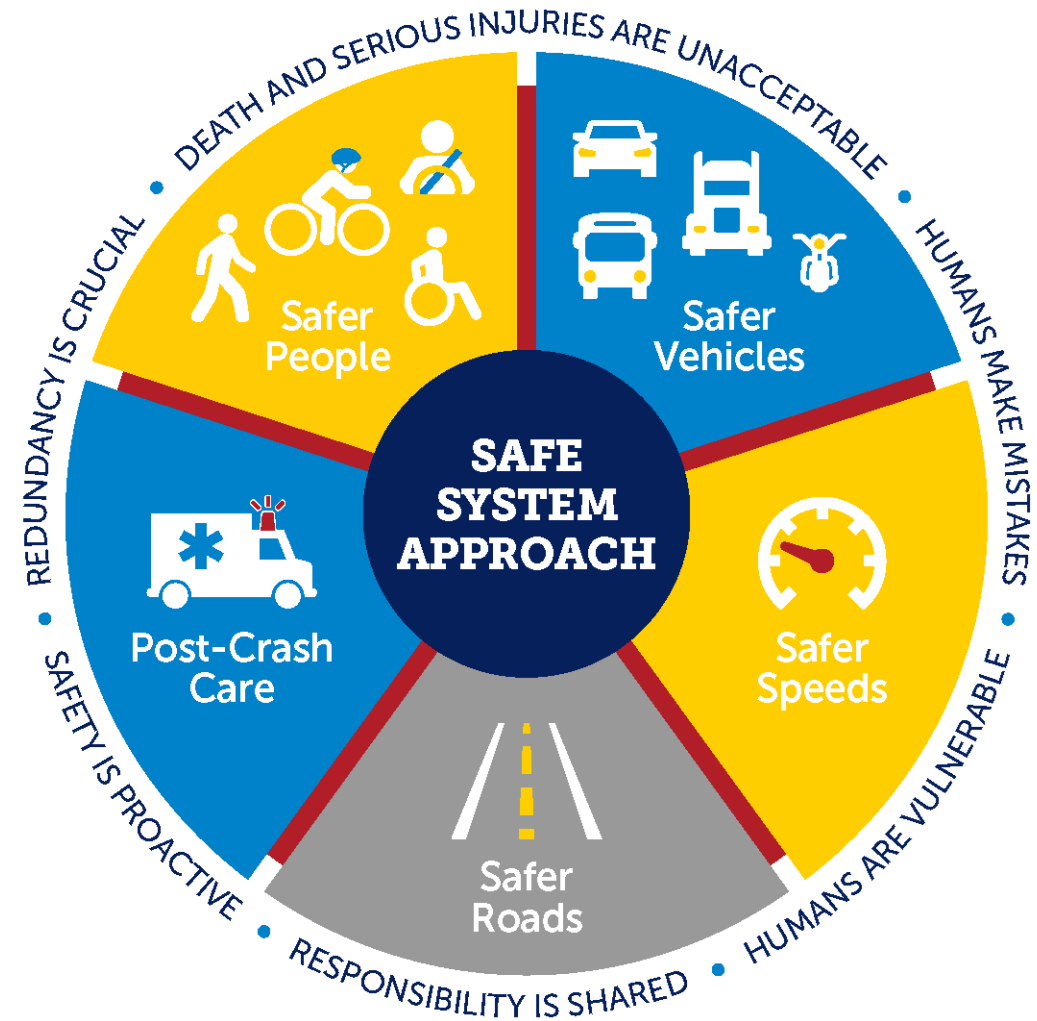 DEATH AND SERIOUS INJURIES ARE UNACCEPTABLE
HUMANS MAKE MISTAKES
HUMANS ARE VULNERABLE
RESPONSIBILITY IS SHARED
SAFETY IS PROACTIVE
REDUNDANCY IS CRUCIAL
Safer
People
Safer
Vehicles
SAFE
SYSTEM
APPROACH
Safer
Speeds
Safer
Roads
Post-Crash
Care